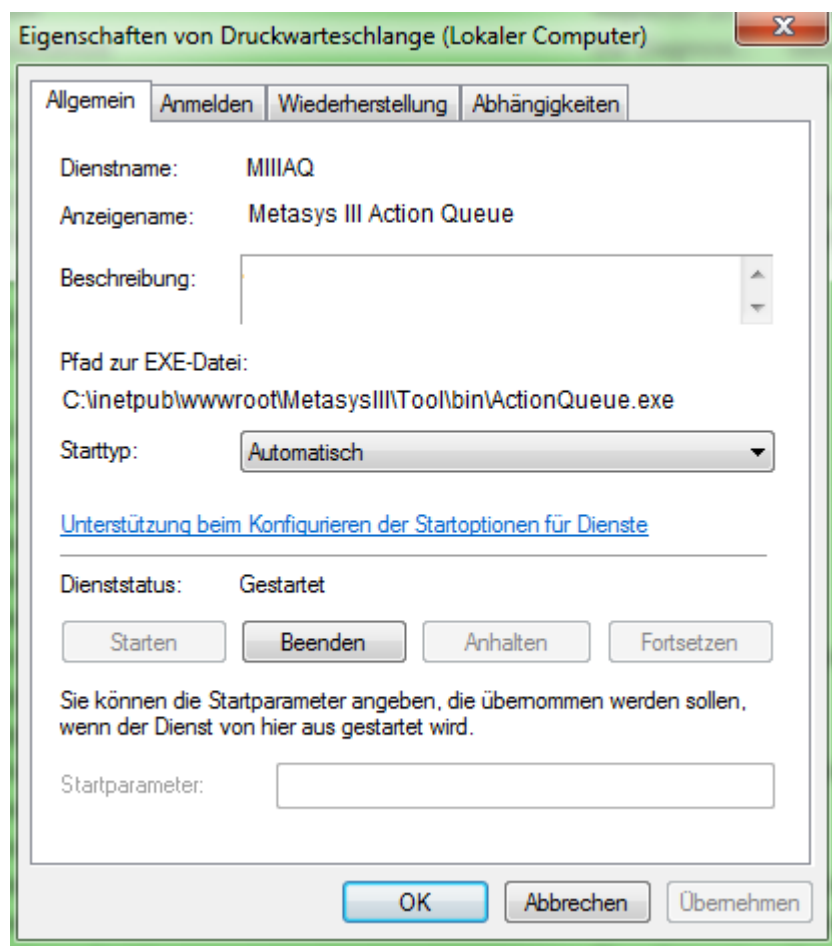 Eigenschaften von Druckwarteschlange (Lokaler Computer)
Allgemein Anmelden Wiederherstellung Abhängigkeiten
Dienstname: MIIIAQ
Anzeigename: Metasys III Action Queue
Beschreibung:
Pfad zur EXE-Datei:
C:\inetpub\wwwroot\MetasysIII\Tool\bin\ActionQueue.exe
Starttyp: Automatisch
Unterstützung beim Konfigurieren der Startoptionen für Dienste
Dienststatus: Gestartet
Starten Beenden Anhalten Fortsetzen
Sie können die Startparameter angeben, die übernommen werden sollen,
wenn der Dienst von hier aus gestartet wird.
Startparameter:
OK Abbrechen Übernehmen